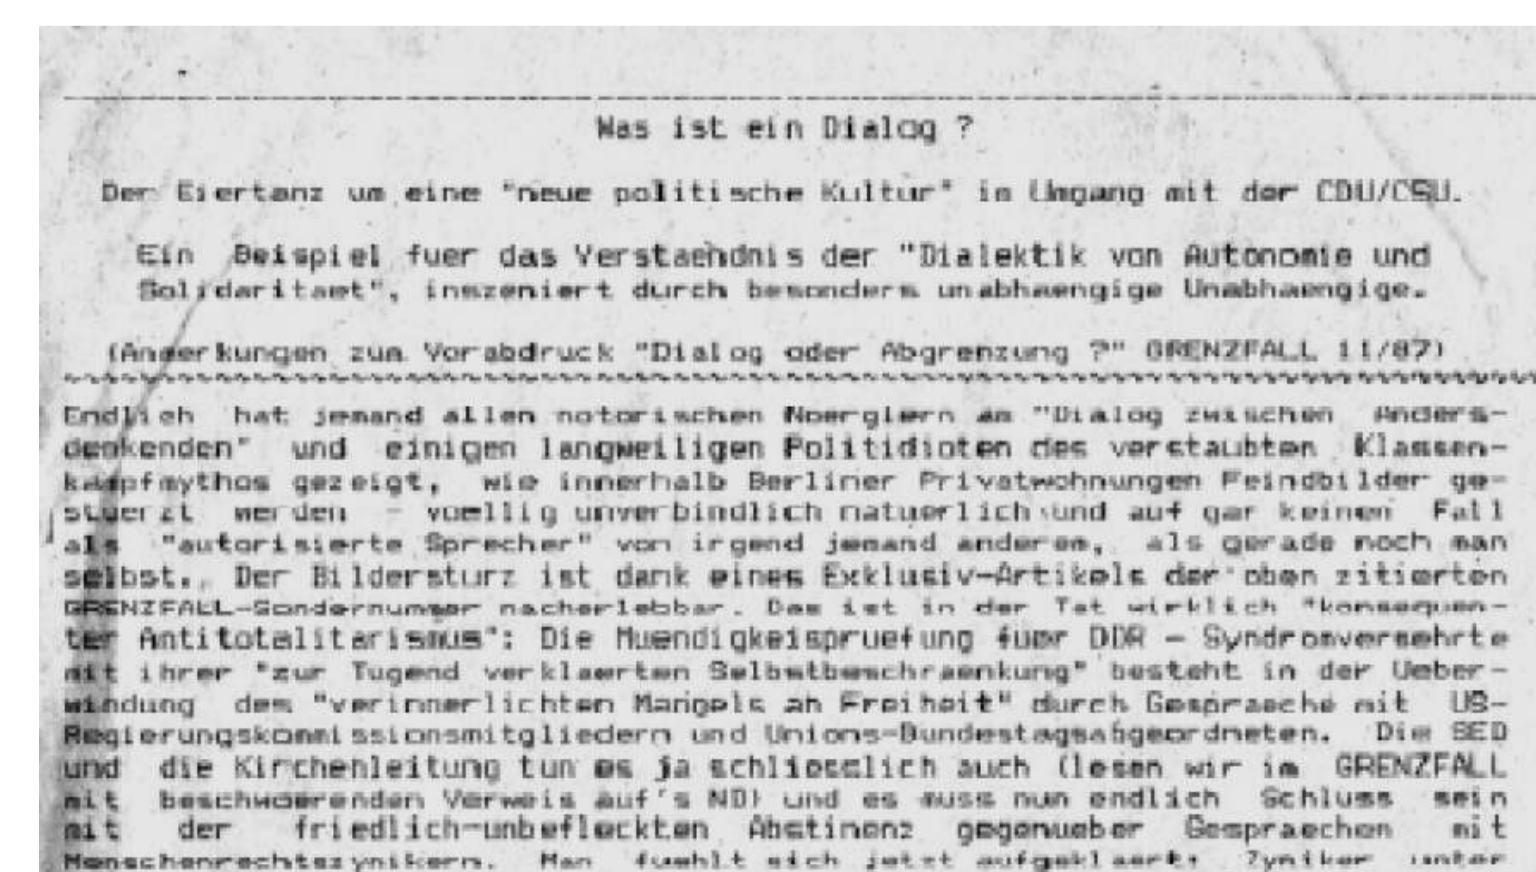 Was ist ein Dialog ?
Der Eiertanz um eine "neue politische Kultur" im Umgang mit der CDU/CSU.
Ein Beispiel fuer das Verstaehdnis der "Dialektik von Autonomie und
Solidaritaet", inszeniert durch besonders unabhaengige Unabhaengige.
(Anmerkungen zum Vorabdruck "Dialog oder Abgrenzung ?" GRENZFALL 11/87)
Endlich hat jemand allen notorischen Noerglern am "Dialog zwischen Anders-
denkenden" und einigen langweiligen Politidioten des verstaubten Klassen-
kampfmythos gezeigt, wie innerhalb Berliner Privatwohnungen Feindbilder ge-
stuerzt werden - voellig unverbindlich natuerlich und auf gar keinen Fall
als "autorisierte Sprecher" von irgend jemand anderem, als gerade noch man
selbst. Der Bildersturz ist dank eines Exklusiv-Artikels der oben zitierten
GRENZFALL-Sondernummer nacherlebbar. Das ist in der Tat wirklich "konsequen-
ter Antitotalitarismus": Die Muendigkeispruefung fuer DDR - Syndromversehrte
mit ihrer "zur Tugend verklaerten Selbstbeschraenkung" besteht in der Ueber-
windung des "verinnerlichten Mangels an Freiheit" durch Gespraeche mit US-
Regierungskommissionsmitgliedern und Unions-Bundestagsabgeordneten. Die SED
und die Kirchenleitung tun es ja schliesslich auch (lesen wir im GRENZFALL
mit beschwoerenden Verweis auf's ND) und es muss nun endlich Schluss sein
mit der friedlich-unbefleckten Abstinenz gegenueber Gespraechen mit
Menschenrechtszynikern. Man fuehlt sich jetzt aufgeklaert: Zyniker unter